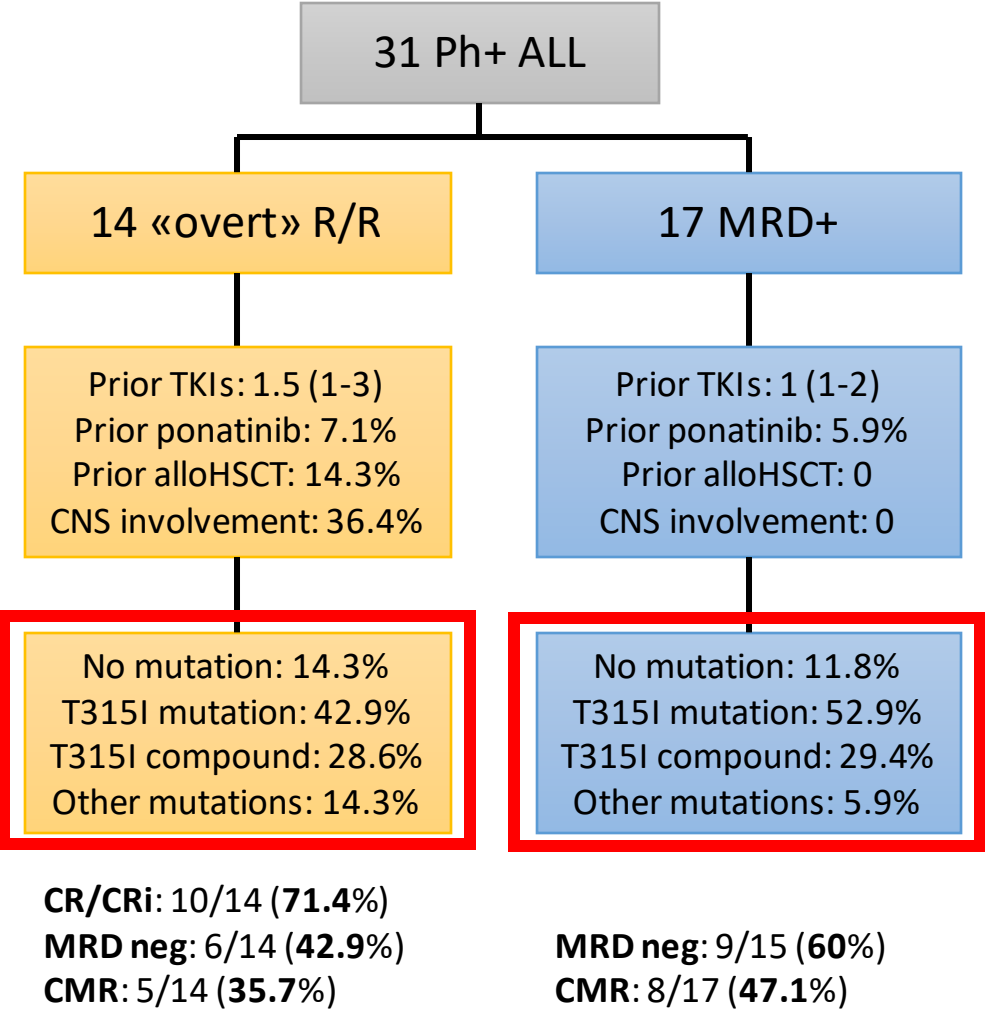 31 Ph+ ALL
14 «overt» R/R
Prior TKIs: 1.5 (1-3)
Prior ponatinib: 7.1%
Prior alloHSCT: 14.3%
CNS involvement: 36.4%
No mutation: 14.3%
T315I mutation: 42.9%
T315I compound: 28.6%
Other mutations: 14.3%
CR/CRi: 10/14 (71.4%)
MRD neg: 6/14 (42.9%)
CMR: 5/14 (35.7%)
17 MRD+
Prior TKIs: 1 (1-2)
Prior ponatinib: 5.9%
Prior alloHSCT: 0
CNS involvement: 0
No mutation: 11.8%
T315I mutation: 52.9%
T315I compound: 29.4%
Other mutations: 5.9%
MRD neg: 9/15 (60%)
CMR: 8/17 (47.1%)